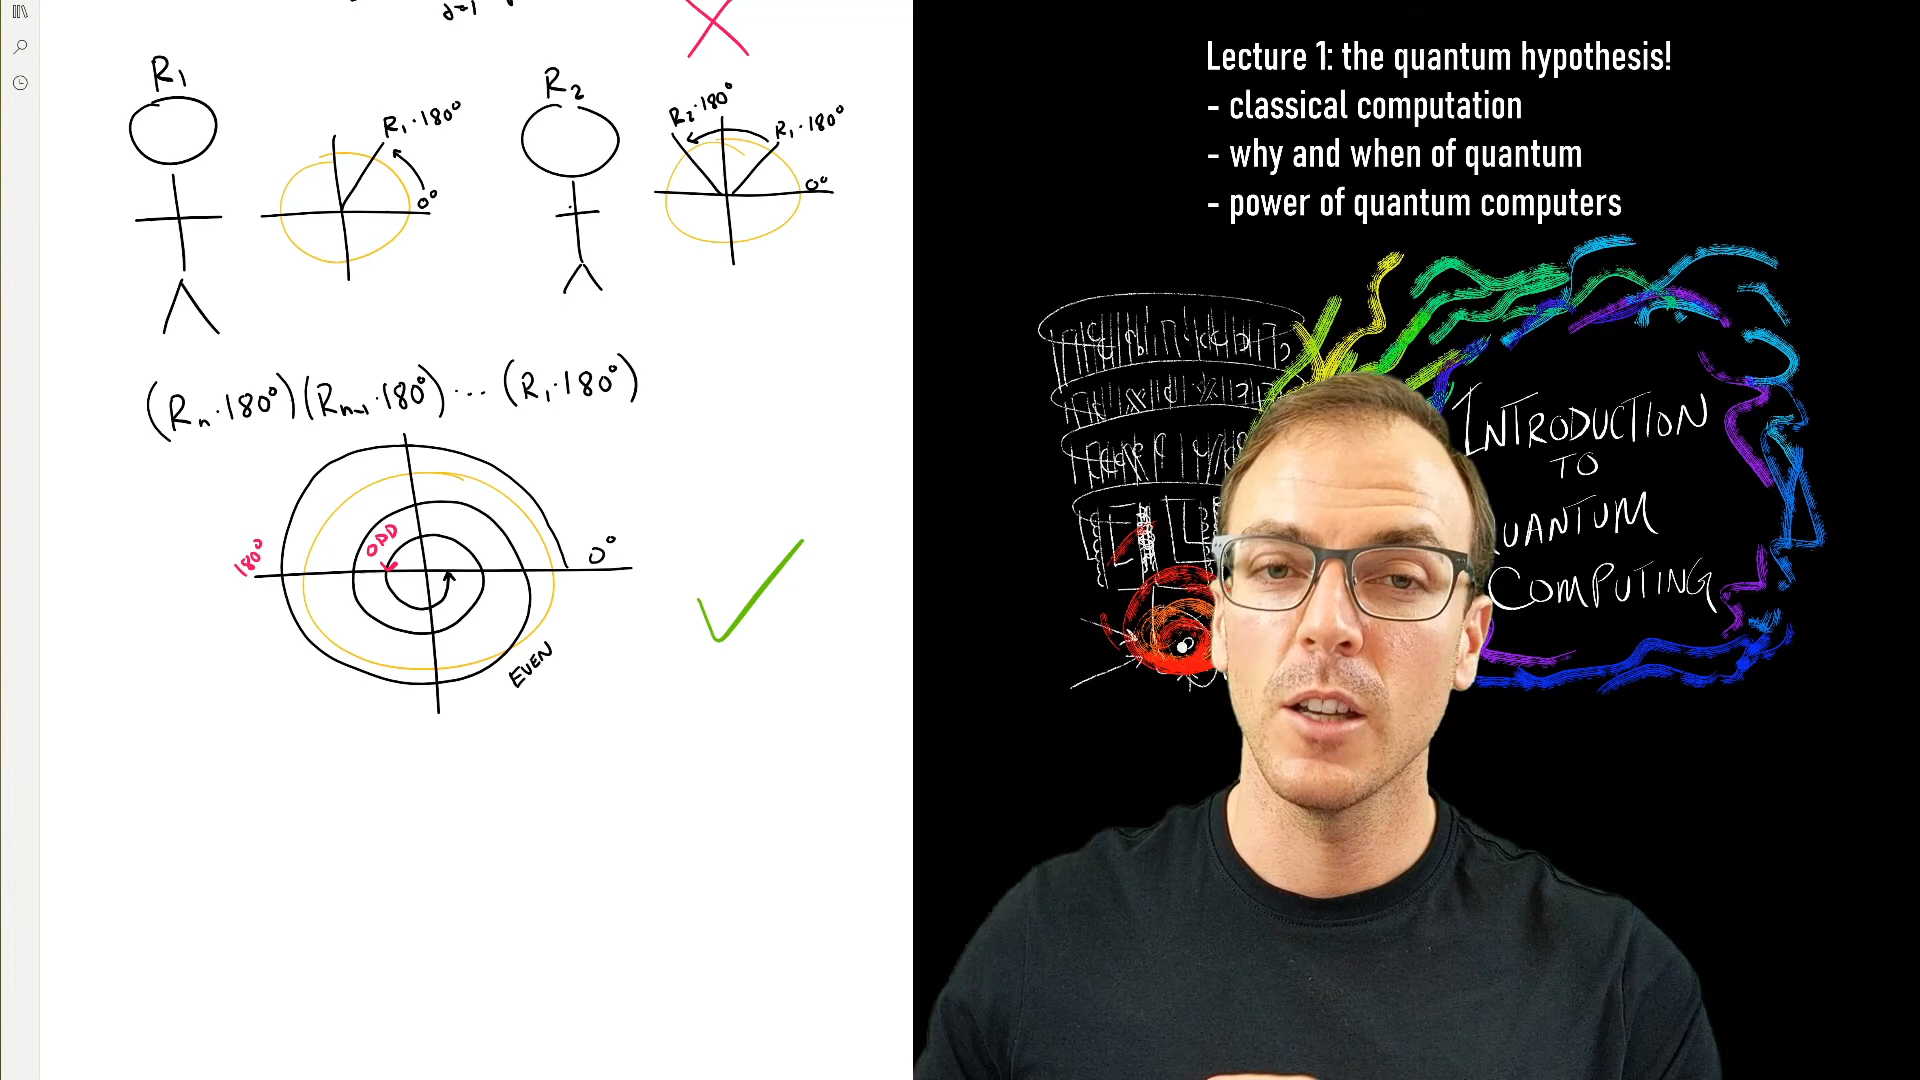 R₁
R₁·180°
0°
R₂
R₂·180°
R₁·180°
0°
(Rₙ·180°)(Rₙ₋₁·180°)...(R₁·180°)
180°
ODD
0°
EVEN
Lecture 1: the quantum hypothesis!
- classical computation
- why and when of quantum
- power of quantum computers
INTRODUCTION
TO
QUANTUM
COMPUTING